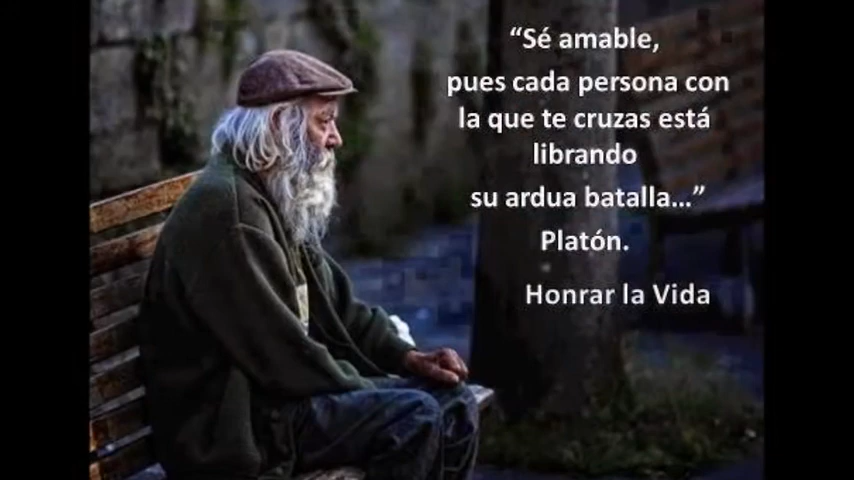 “Sé amable,
pues cada persona con
la que te cruzas está
librando
su ardua batalla...”
Platón.
Honrar la Vida